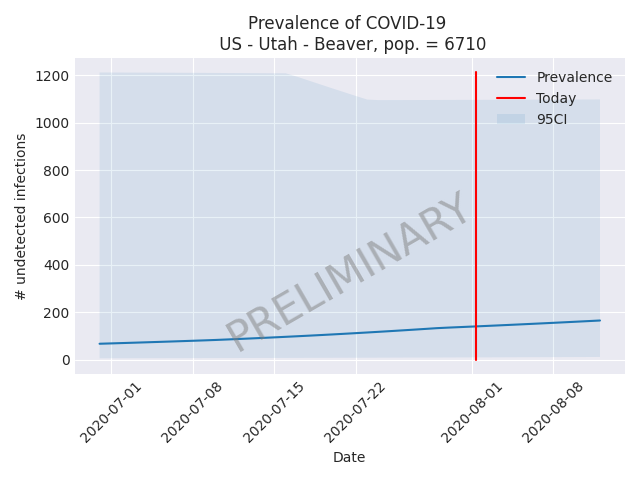 Prevalence of COVID-19
US - Utah - Beaver, pop. = 6710
Prevalence
Today
95CI
1200
1000
800
600
400
200
0
# undetected infections
PRELIMINARY
2020-07-01
2020-07-08
2020-07-15
2020-07-22
2020-08-01
2020-08-08
Date